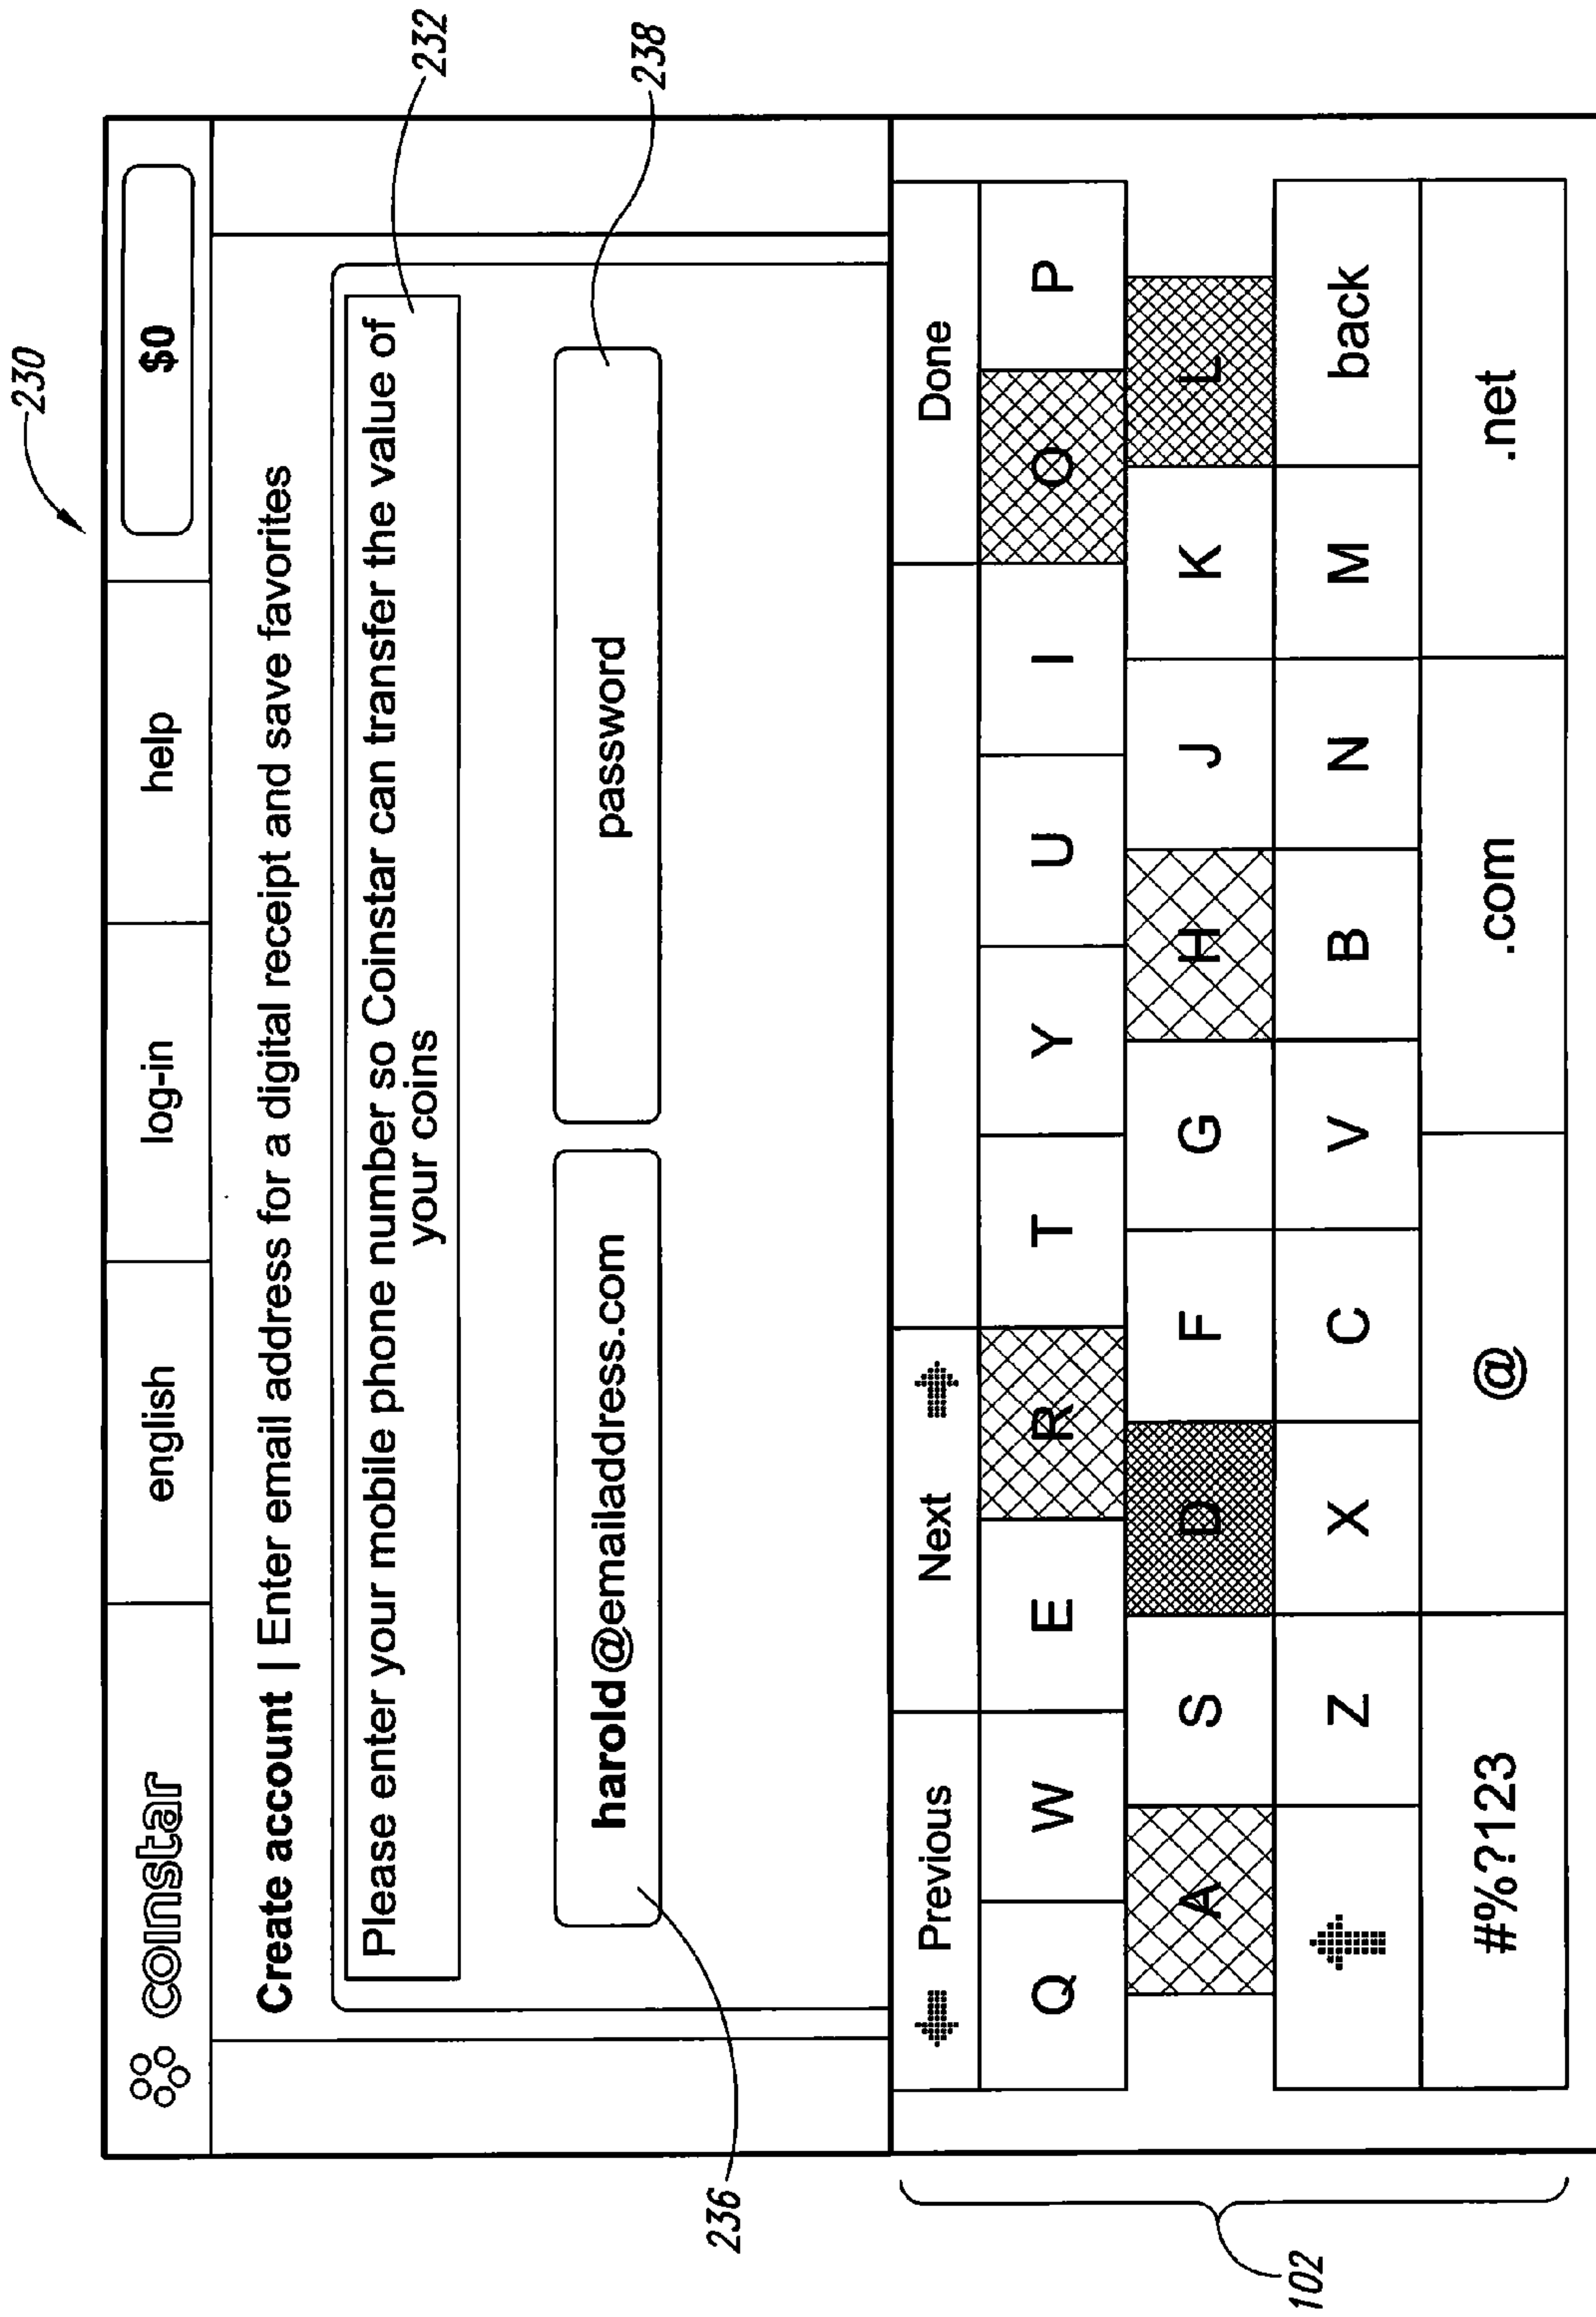 230
coinstar english log-in help $0
Create account | Enter email address for a digital receipt and save favorites
232
Please enter your mobile phone number so Coinstar can transfer the value of
your coins
238
harold@emailaddress.com password
236
Previous Next Done
Q W E R T Y U I O P
A S D F G H J K L
Z X C V B N M back
#%?123 @ .com .net
102